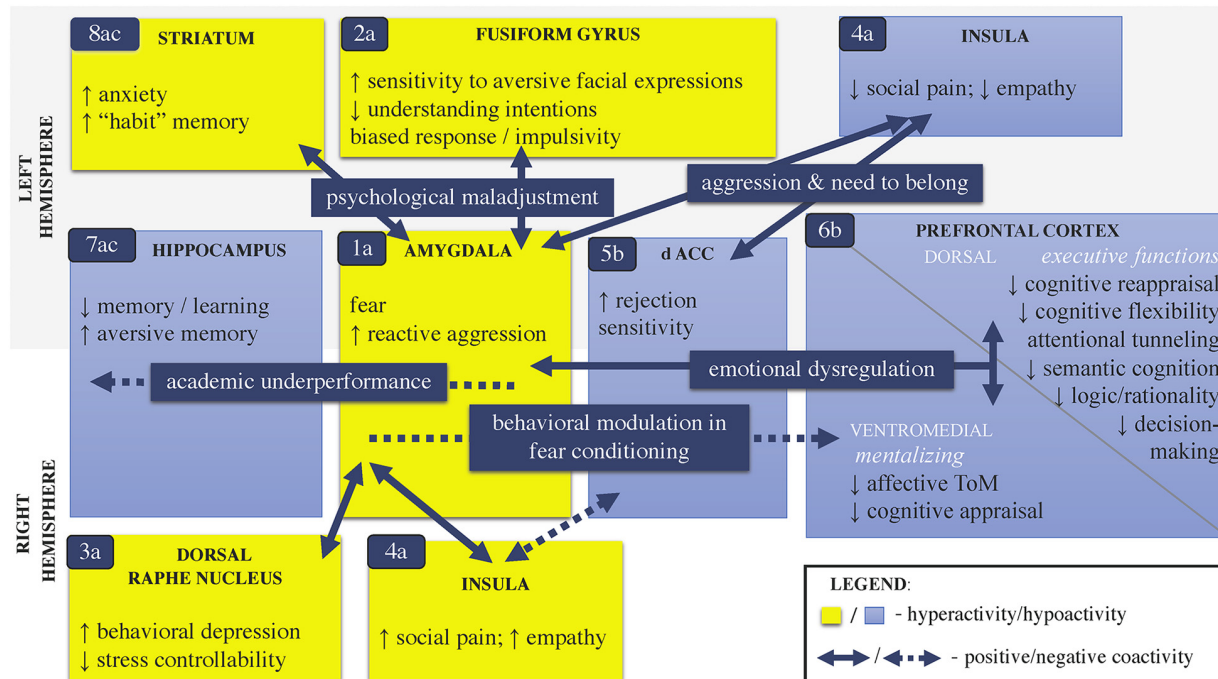 LEFT
HEMISPHERE
RIGHT
HEMISPHERE
8ac
STRIATUM
↑ anxiety
↑ “habit” memory
2a
FUSIFORM GYRUS
↑ sensitivity to aversive facial expressions
↓ understanding intentions
biased response / impulsivity
4a
INSULA
↓ social pain; ↓ empathy
psychological maladjustment
aggression & need to belong
7ac
HIPPOCAMPUS
↓ memory / learning
↑ aversive memory
1a
AMYGDALA
fear
↑ reactive aggression
5b
d ACC
↑ rejection
sensitivity
6b
PREFRONTAL CORTEX
DORSAL
executive functions
↓ cognitive reappraisal
↓ cognitive flexibility
attentional tunneling
↓ semantic cognition
↓ logic/rationality
↓ decision-
making
academic underperformance
emotional dysregulation
behavioral modulation in
fear conditioning
VENTROMEDIAL
mentalizing
↓ affective ToM
↓ cognitive appraisal
3a
DORSAL
RAPHE NUCLEUS
↑ behavioral depression
↓ stress controllability
4a
INSULA
↑ social pain; ↑ empathy
LEGEND:
/ - hyperactivity/hypoactivity
/ - positive/negative coactivity